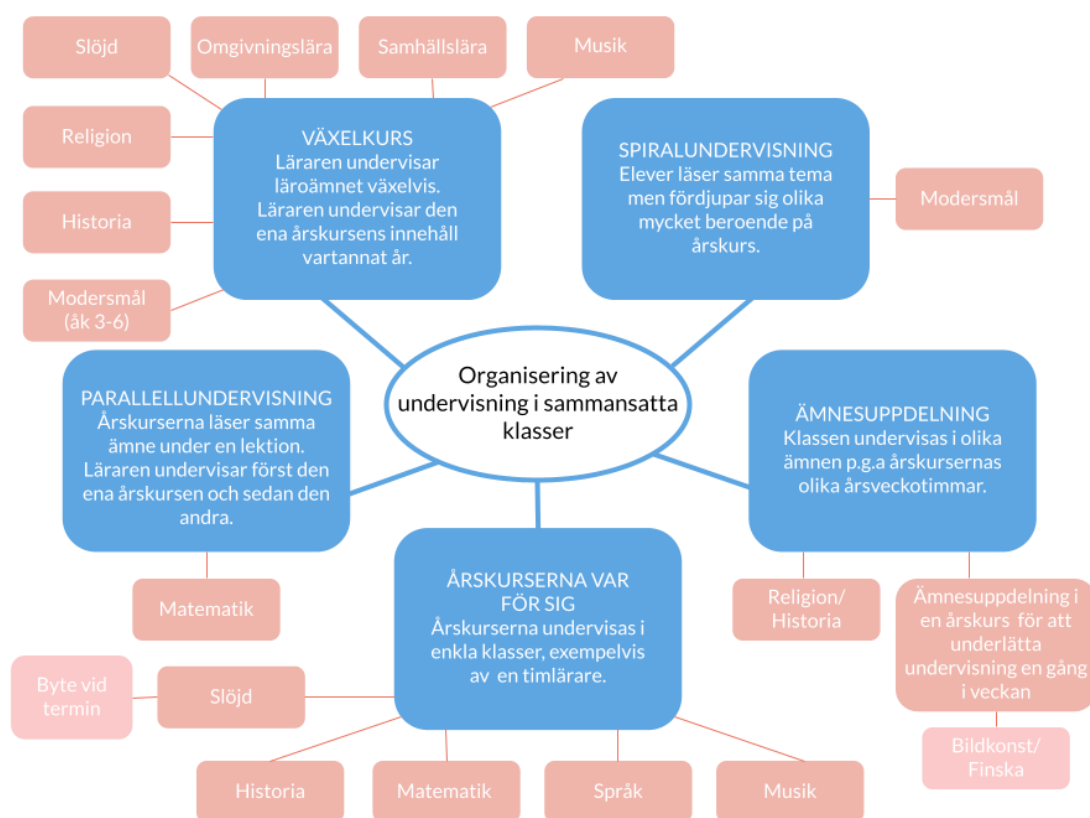 Slöjd
Omgivningslära
Samhällslära
Musik
Religion
Historia
Modersmål
(åk 3-6)
VÄXELKURS
Läraren undervisar
läroämnet växelvis.
Läraren undervisar den
ena årskursens innehåll
vartannat år.
SPIRALUNDERVISNING
Elever läser samma tema
men fördjupar sig olika
mycket beroende på
årskurs.
Modersmål
Organisering av
undervisning i sammansatta
klasser
PARALLELLUNDERVISNING
Årskurserna läser samma
ämne under en lektion.
Läraren undervisar först den
ena årskursen och sedan den
andra.
Matematik
ÄMNESUPPDELNING
Klassen undervisas i olika
ämnen p.g.a årskursernas
olika årsveckotimmar.
Religion/
Historia
Ämnesuppdelning i
en årskurs för att
underlätta
undervisning en gång
i veckan
Bildkonst/
Finska
ÅRSKURSERNA VAR
FÖR SIG
Årskurserna undervisas i
enkla klasser, exempelvis
av en timlärare.
Byte vid
termin
Slöjd
Historia
Matematik
Språk
Musik